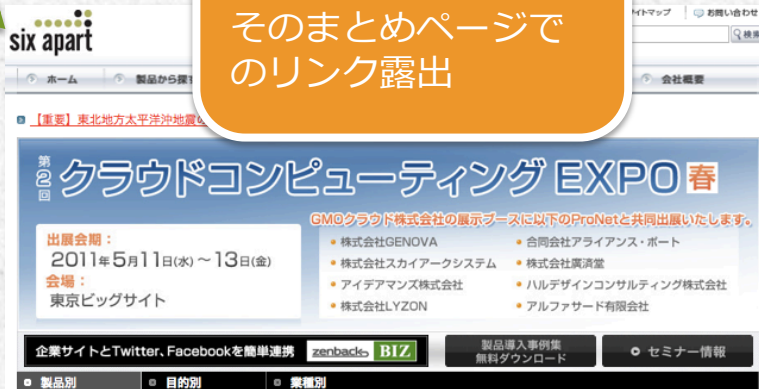 そのまとめページで
のリンク露出
サイトマップ お問い合わせ
six apart
検索
ホーム 製品から探す 会社概要
【重要】東北地方太平洋沖地震の
第2回 クラウドコンピューティング EXPO 春
GMOクラウド株式会社の展示ブースに以下のProNetと共同出展いたします。
出展会期：
2011年5月11日(水)～13日(金)
会場：
東京ビッグサイト
株式会社GENOVA
株式会社スカイアークシステム
アイデアマンズ株式会社
株式会社LYZON
合同会社アライアンス・ポート
株式会社廣済堂
ハルデザインコンサルティング株式会社
アルファサード有限会社
企業サイトとTwitter、Facebookを簡単連携 zenback BIZ
製品導入事例集
無料ダウンロード
セミナー情報
製品別 目的別 業種別